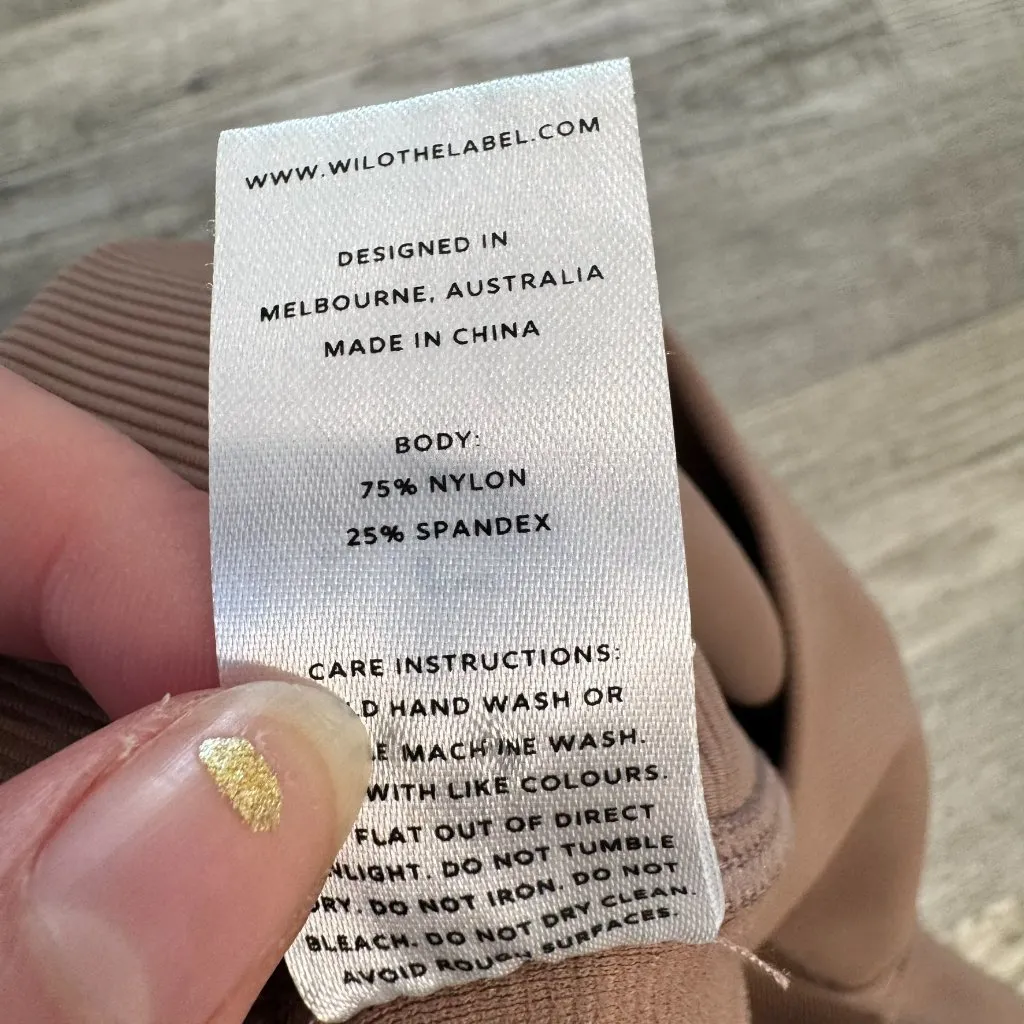 WWW.WILOTHELABEL.COM
DESIGNED IN
MELBOURNE, AUSTRALIA
MADE IN CHINA
BODY:
75% NYLON
25% SPANDEX
CARE INSTRUCTIONS:
HAND WASH OR
MACHINE WASH.
WITH LIKE COLOURS.
FLAT OUT OF DIRECT
DO NOT TUMBLE
DO NOT IRON. DO NOT
BLEACH. DO NOT DRY CLEAN.
AVOID ROUGH SURFACES.